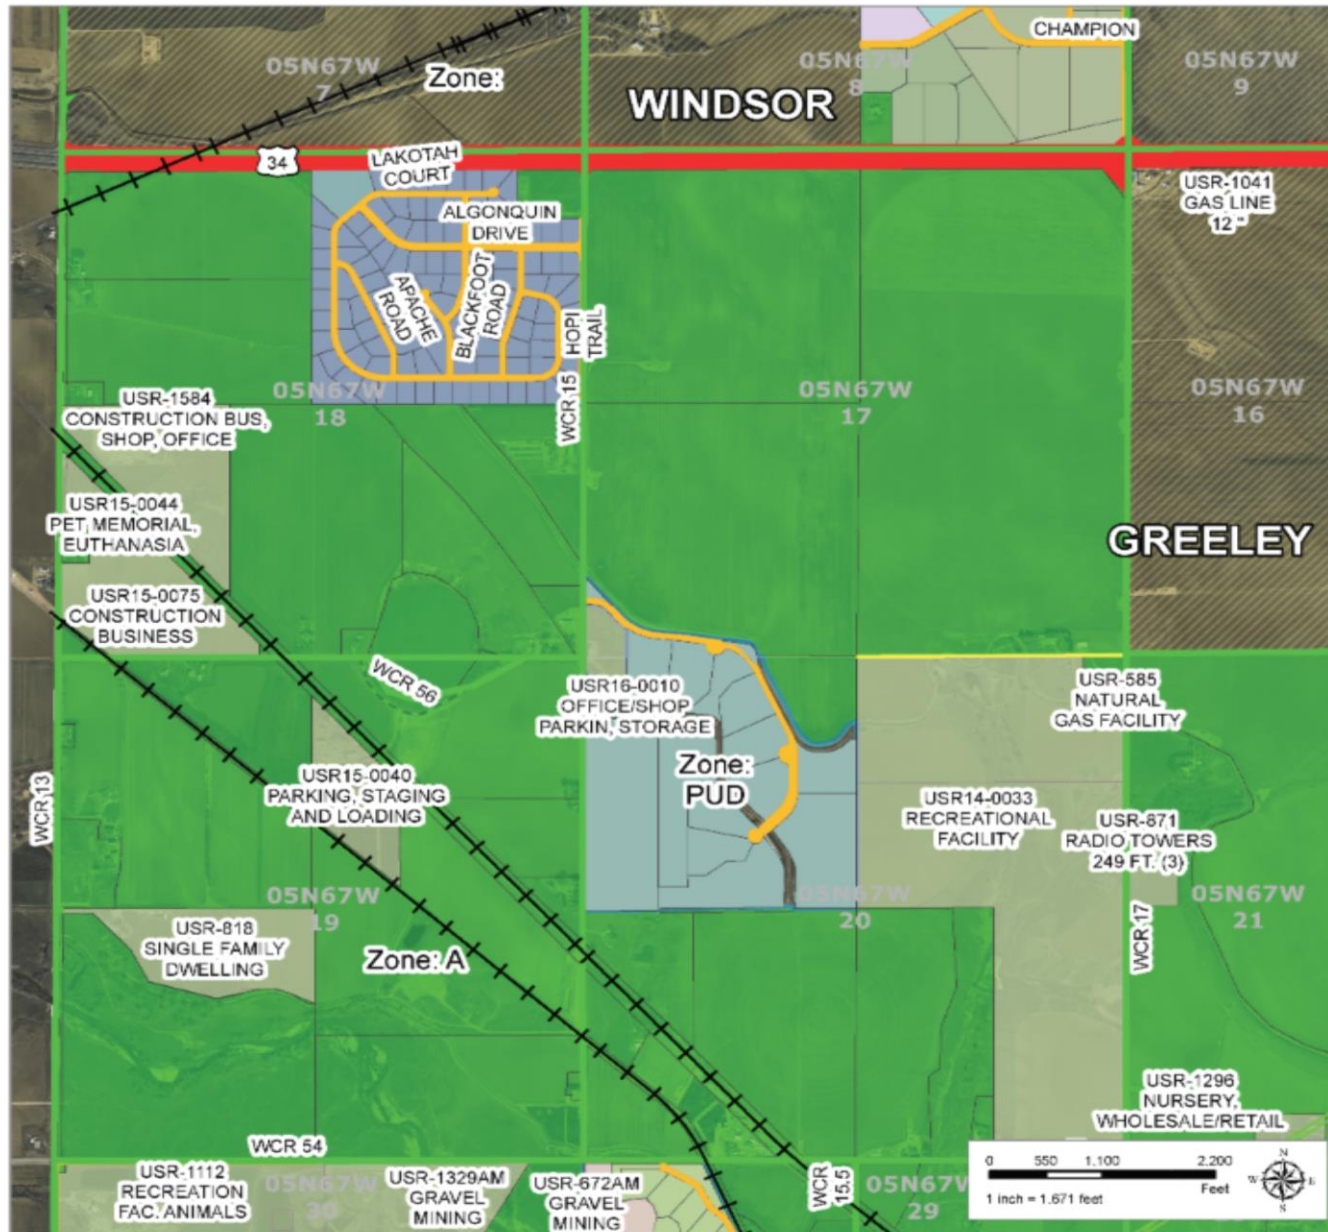 CHAMPION
05N67W
7
Zone:
05N67W
8
05N67W
9
WINDSOR
34
LAKOTAH
COURT
USR-1041
GAS LINE
12 "
ALGONQUIN
DRIVE
APACHE
ROAD
BLACKFOOT
ROAD
HOPI
TRAIL
WCR 15
05N67W
18
05N67W
17
05N67W
16
USR-1584
CONSTRUCTION BUS,
SHOP, OFFICE
USR15-0044
PET MEMORIAL,
EUTHANASIA
GREELEY
USR15-0075
CONSTRUCTION
BUSINESS
WCR 56
USR16-0010
OFFICE/SHOP
PARKIN, STORAGE
USR-585
NATURAL
GAS FACILITY
Zone:
PUD
WCR 13
USR15-0040
PARKING, STAGING
AND LOADING
USR14-0033
RECREATIONAL
FACILITY
USR-871
RADIO TOWERS
249 FT. (3)
05N67W
19
05N67W
20
05N67W
21
USR-818
SINGLE FAMILY
DWELLING
Zone: A
WCR 17
USR-1296
NURSERY,
WHOLESALE/RETAIL
WCR 54
USR-1112
RECREATION
FAC. ANIMALS
05N67W
30
USR-1329AM
GRAVEL
MINING
USR-672AM
GRAVEL
MINING
WCR
15.5
05N67W
29
0 550 1,100 2,200
Feet
1 inch = 1,671 feet
N
W E
S